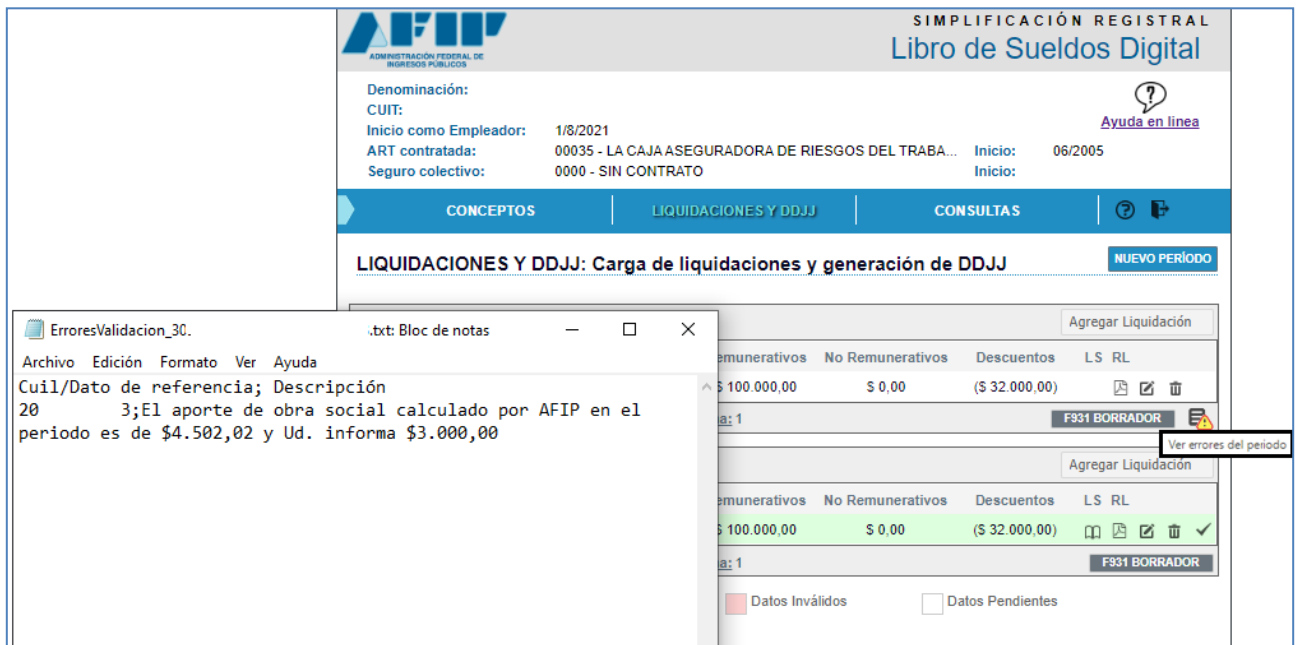 AFIP
ADMINISTRACIÓN FEDERAL DE
INGRESOS PÚBLICOS
SIMPLIFICACIÓN REGISTRAL
Libro de Sueldos Digital
Denominación:
CUIT:
Inicio como Empleador: 1/8/2021
ART contratada: 00035 - LA CAJA ASEGURADORA DE RIESGOS DEL TRABA... Inicio: 06/2005
Seguro colectivo: 0000 - SIN CONTRATO Inicio:
Ayuda en linea
CONCEPTOS LIQUIDACIONES Y DDJJ CONSULTAS
LIQUIDACIONES Y DDJJ: Carga de liquidaciones y generación de DDJJ
NUEVO PERÍODO
ErroresValidacion_30. .txt: Bloc de notas
Archivo Edición Formato Ver Ayuda
Cuil/Dato de referencia; Descripción
20 3;El aporte de obra social calculado por AFIP en el
periodo es de $4.502,02 y Ud. informa $3.000,00
Agregar Liquidación
emunerativos No Remunerativos Descuentos LS RL
$ 100.000,00 $ 0,00 ($ 32.000,00)
a: 1 F931 BORRADOR
Ver errores del periodo
Agregar Liquidación
emunerativos No Remunerativos Descuentos LS RL
$ 100.000,00 $ 0,00 ($ 32.000,00)
a: 1 F931 BORRADOR
Datos Inválidos Datos Pendientes